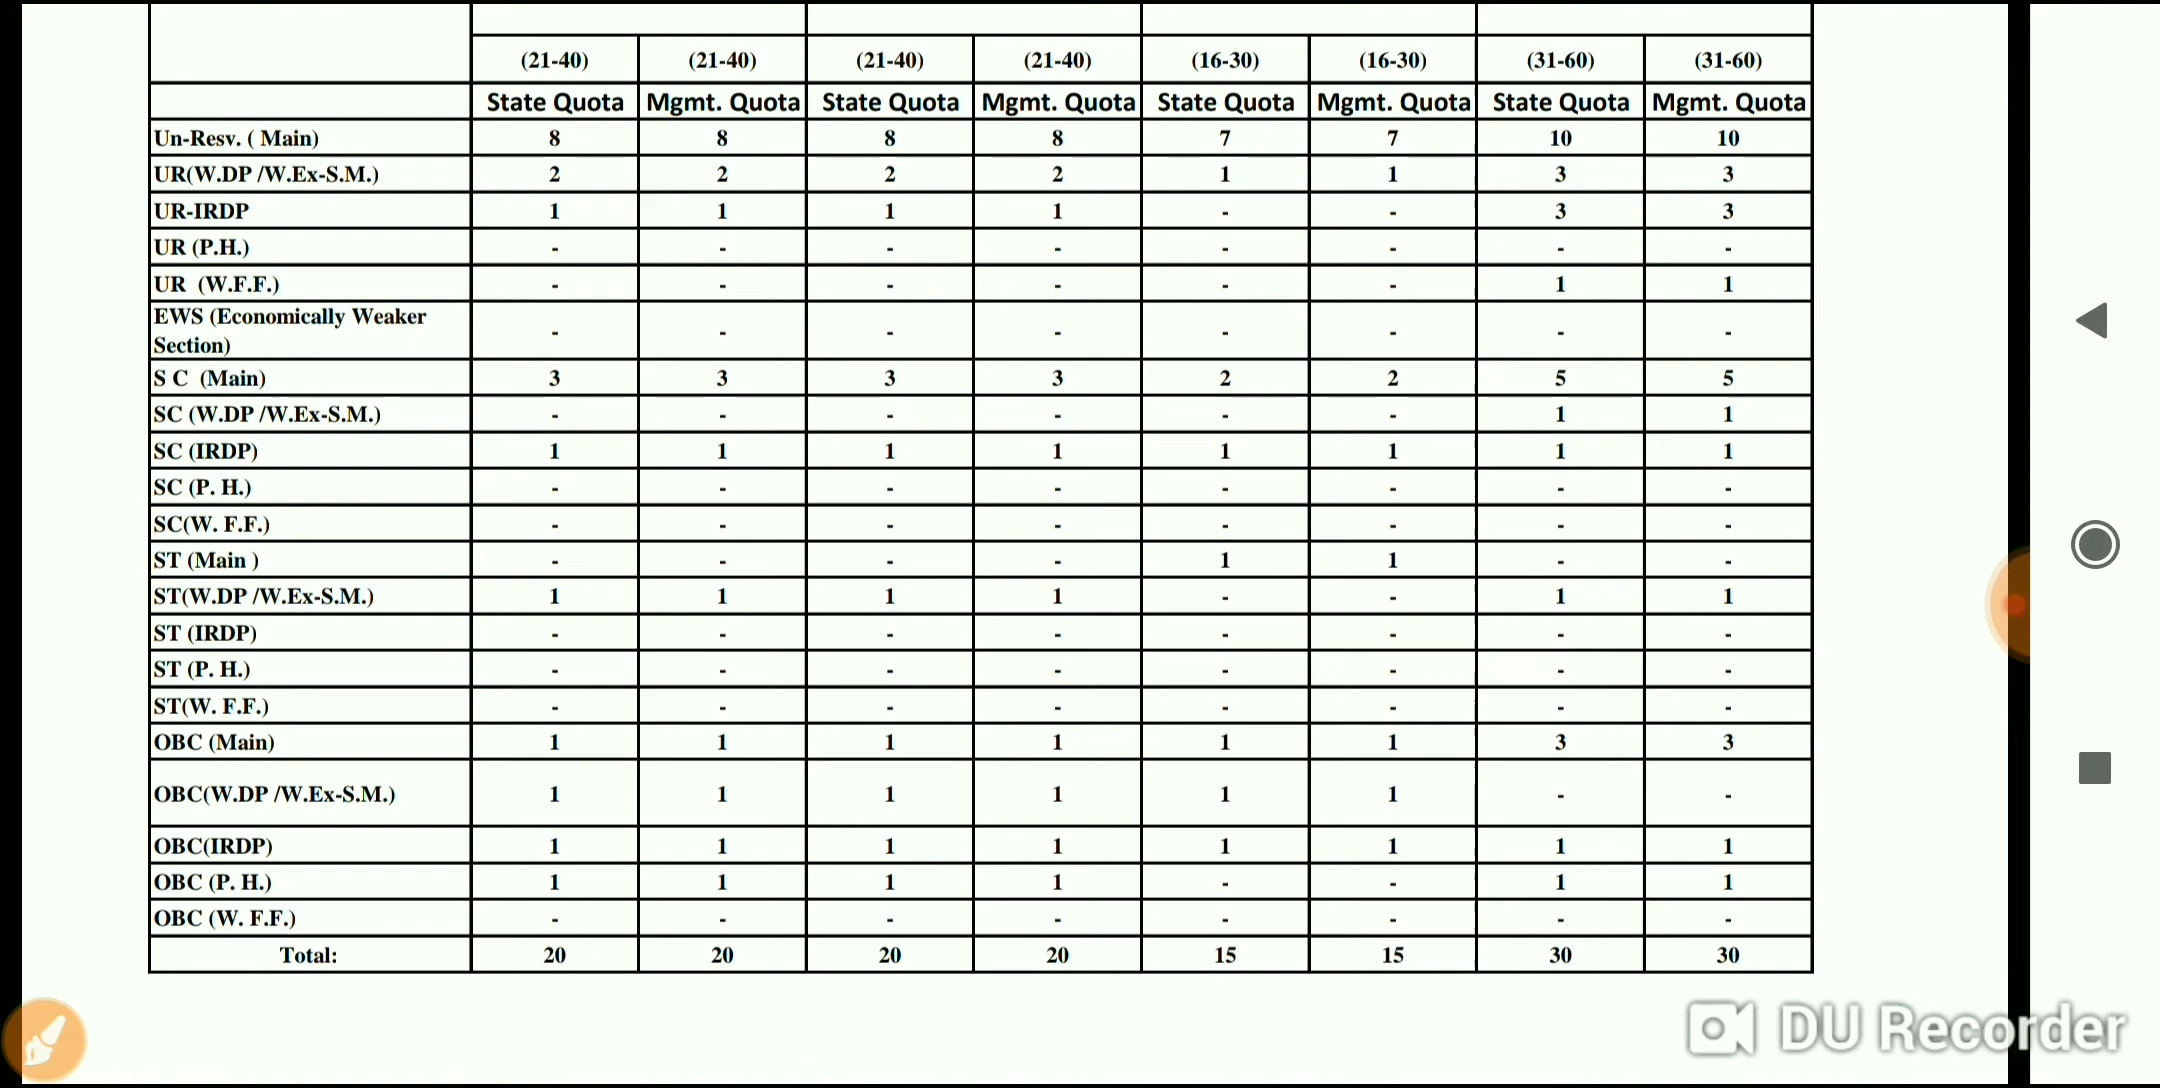 (21-40) (21-40) (21-40) (21-40) (16-30) (16-30) (31-60) (31-60)
State Quota Mgmt. Quota State Quota Mgmt. Quota State Quota Mgmt. Quota State Quota Mgmt. Quota
Un-Resv. ( Main) 8 8 8 8 7 7 10 10
UR(W.DP /W.Ex-S.M.) 2 2 2 2 1 1 3 3
UR-IRDP 1 1 1 1 - - 3 3
UR (P.H.) - - - - - - - -
UR (W.F.F.) - - - - - - 1 1
EWS (Economically Weaker
Section) - - - - - - - -
S C (Main) 3 3 3 3 2 2 5 5
SC (W.DP /W.Ex-S.M.) - - - - - - 1 1
SC (IRDP) 1 1 1 1 1 1 1 1
SC (P. H.) - - - - - - - -
SC(W. F.F.) - - - - - - - -
ST (Main ) - - - - 1 1 - -
ST(W.DP /W.Ex-S.M.) 1 1 1 1 - - 1 1
ST (IRDP) - - - - - - - -
ST (P. H.) - - - - - - - -
ST(W. F.F.) - - - - - - - -
OBC (Main) 1 1 1 1 1 1 3 3
OBC(W.DP /W.Ex-S.M.) 1 1 1 1 1 1 - -
OBC(IRDP) 1 1 1 1 1 1 1 1
OBC (P. H.) 1 1 1 1 - - 1 1
OBC (W. F.F.) - - - - - - - -
Total: 20 20 20 20 15 15 30 30
DU Recorder